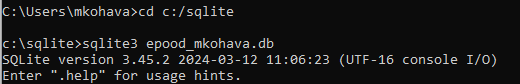 C:\Users\mkohava>cd c:/sqlite
c:\sqlite>sqlite3 epood_mkohava.db
SQLite version 3.45.2 2024-03-12 11:06:23 (UTF-16 console I/O)
Enter ".help" for usage hints.